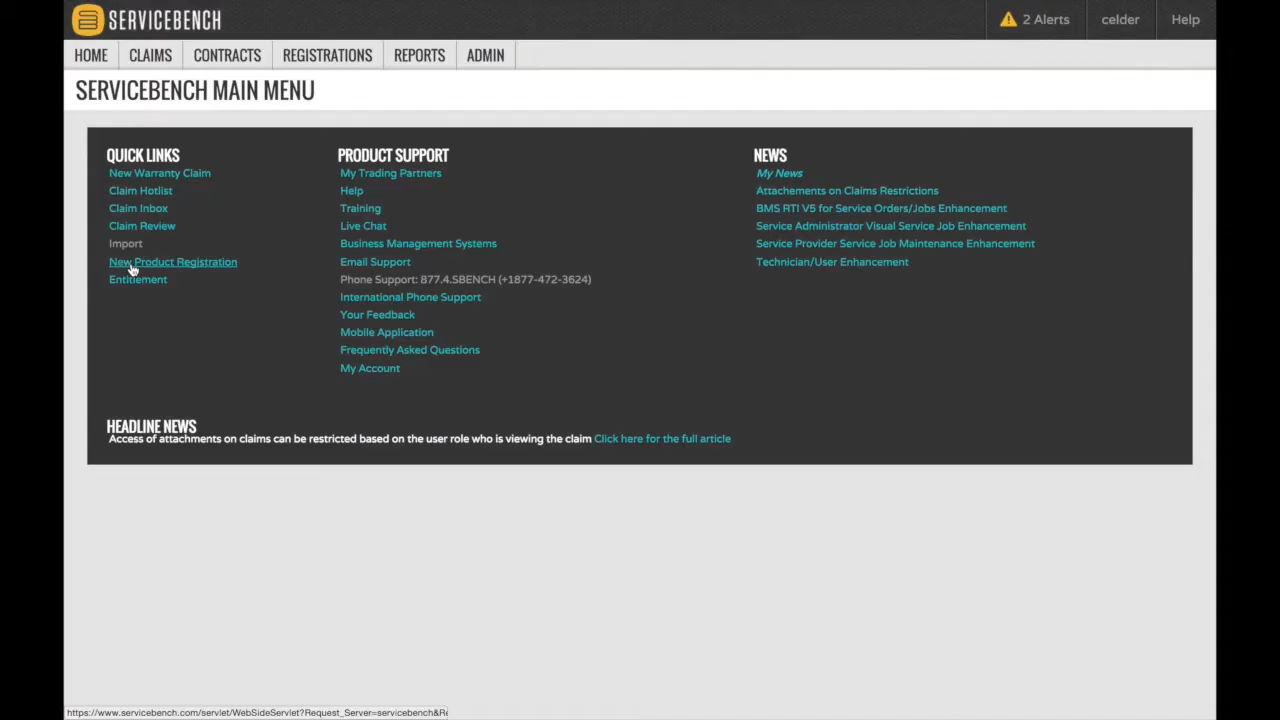 SERVICEBENCH
2 Alerts
celder
Help
HOME
CLAIMS
CONTRACTS
REGISTRATIONS
REPORTS
ADMIN
SERVICEBENCH MAIN MENU
QUICK LINKS
New Warranty Claim
Claim Hotlist
Claim Inbox
Claim Review
Import
New Product Registration
Entitlement
PRODUCT SUPPORT
My Trading Partners
Help
Training
Live Chat
Business Management Systems
Email Support
Phone Support: 877.4.SBENCH (+1877-472-3624)
International Phone Support
Your Feedback
Mobile Application
Frequently Asked Questions
My Account
NEWS
My News
Attachements on Claims Restrictions
BMS RTI V5 for Service Orders/Jobs Enhancement
Service Administrator Visual Service Job Enhancement
Service Provider Service Job Maintenance Enhancement
Technician/User Enhancement
HEADLINE NEWS
Access of attachments on claims can be restricted based on the user role who is viewing the claim Click here for the full article
https://www.servicebench.com/servlet/WebSideServlet?Request_Server=servicebench&R